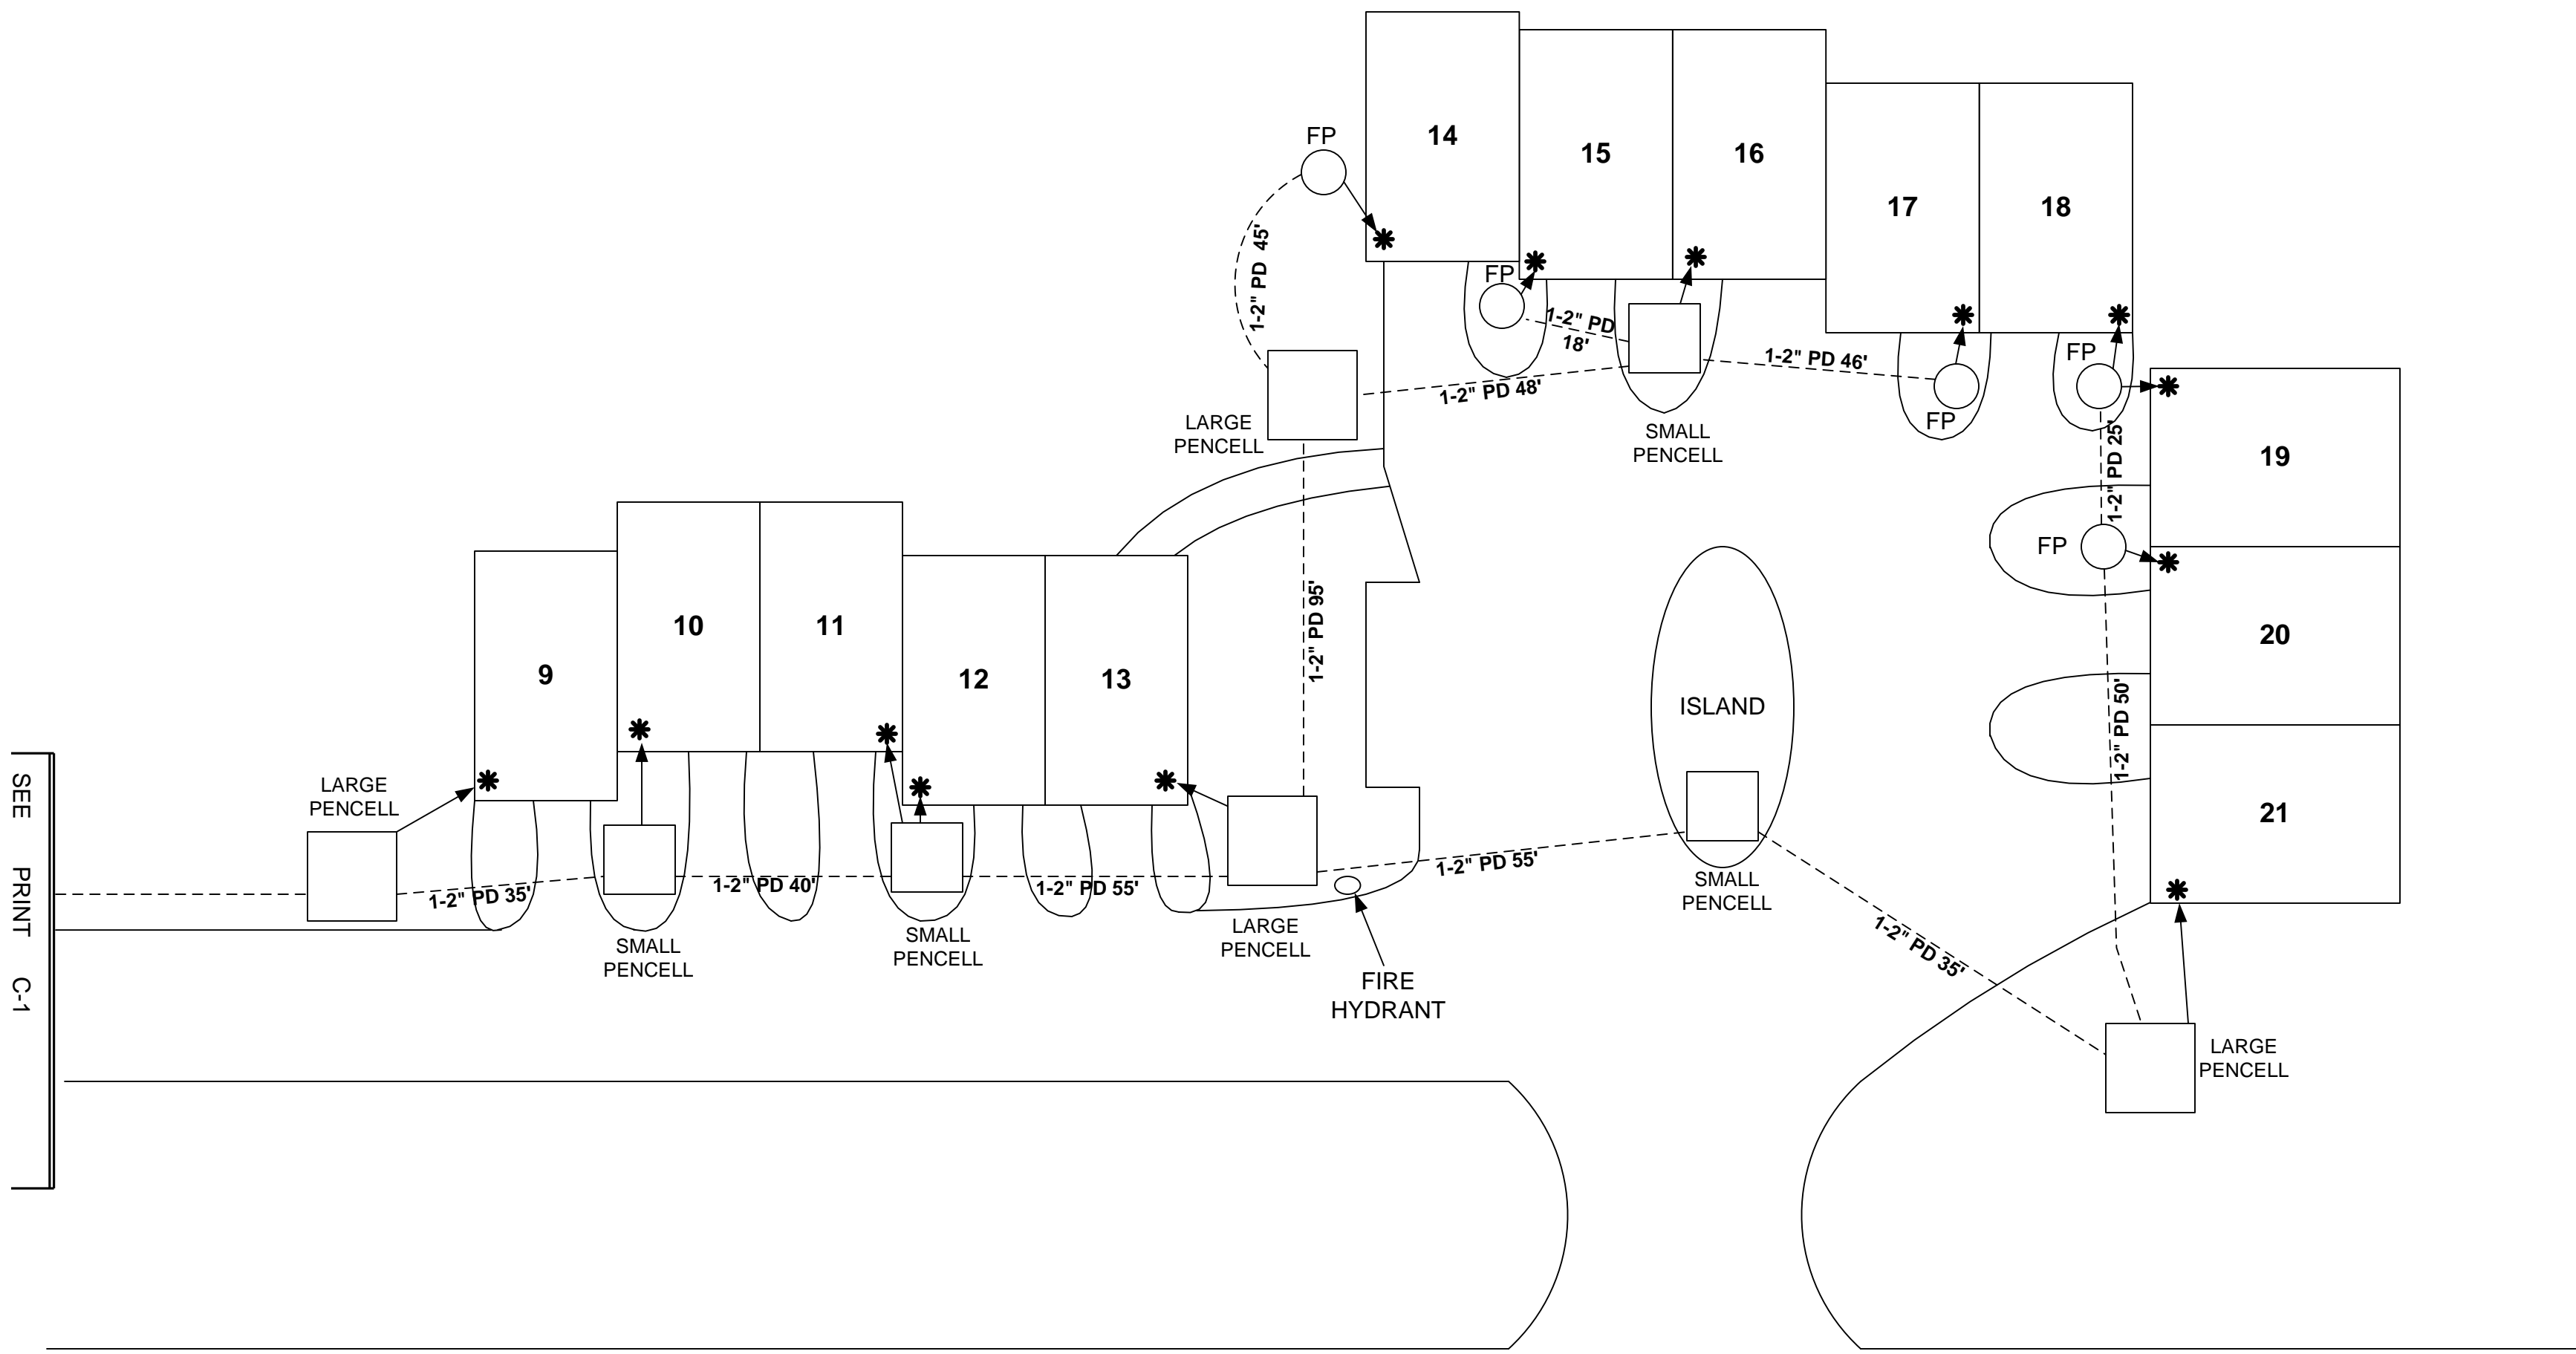 14
15
16
17
18
FP
1-2" PD  45'
FP
1-2" PD
18'
1-2" PD 46'
1-2" PD 48'
FP
FP
LARGE
PENCELL
SMALL
PENCELL
1-2" PD 25'
19
FP
20
21
1-2" PD 50'
9
10
11
12
13
1-2" PD 95'
ISLAND
SEE PRINT C-1
LARGE
PENCELL
1-2" PD 35'
1-2" PD 40'
1-2" PD 55'
1-2" PD 55'
SMALL
PENCELL
SMALL
PENCELL
SMALL
PENCELL
LARGE
PENCELL
1-2" PD 35'
FIRE
HYDRANT
LARGE
PENCELL